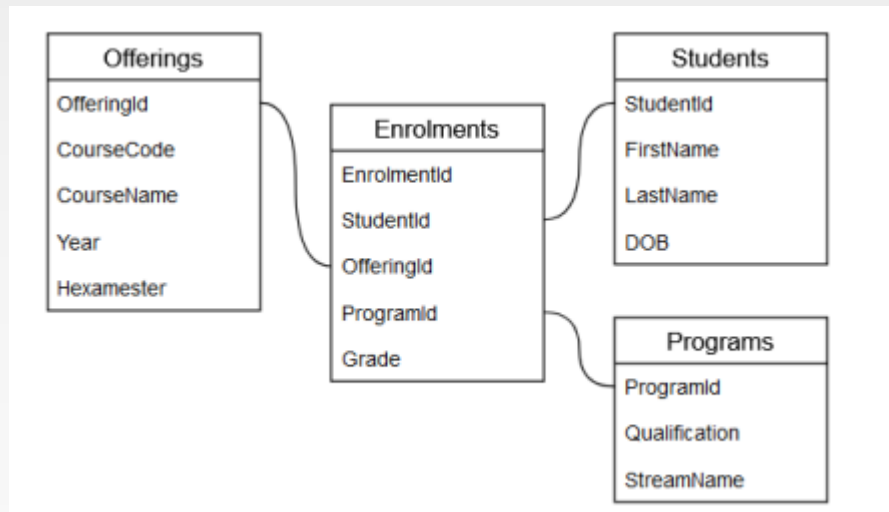 Offerings
OfferingId
CourseCode
CourseName
Year
Hexamester
Enrolments
EnrolmentId
StudentId
OfferingId
ProgramId
Grade
Students
StudentId
FirstName
LastName
DOB
Programs
ProgramId
Qualification
StreamName